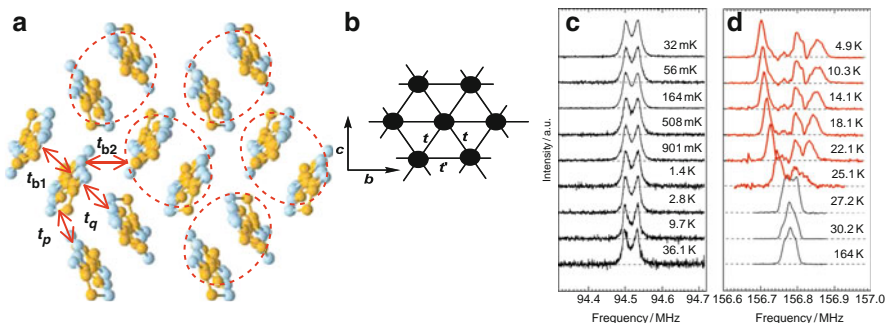 a
t_b2
t_b1
t_q
t_p
b
c
b
t
t
t'
c
Intensity / a.u.
32 mK
56 mK
164 mK
508 mK
901 mK
1.4 K
2.8 K
9.7 K
36.1 K
94.4 94.5 94.6 94.7
Frequency / MHz
d
4.9 K
10.3 K
14.1 K
18.1 K
22.1 K
25.1 K
27.2 K
30.2 K
164 K
156.6 156.7 156.8 156.9 157.0
Frequency / MHz